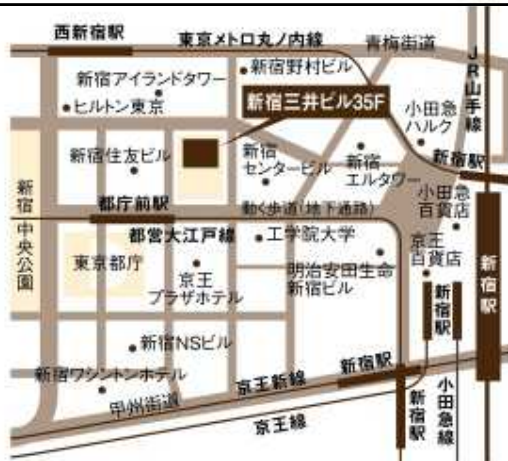 西新宿駅
東京メトロ丸ノ内線
青梅街道
JR山手線
新宿アイランドタワー
新宿野村ビル
ヒルトン東京
新宿三井ビル35F
小田急
ハルク
新宿住友ビル
新宿
センタービル
新宿
エルタワー
新宿駅
新宿中央公園
都庁前駅
動く歩道(地下通路)
小田急
百貨店
都営大江戸線
工学院大学
東京都庁
京王
プラザホテル
明治安田生命
新宿ビル
京王
百貨店
新宿駅
新宿駅
新宿NSビル
新宿駅
新宿ワシントンホテル
京王新線
甲州街道
京王線
新宿駅
小田急線